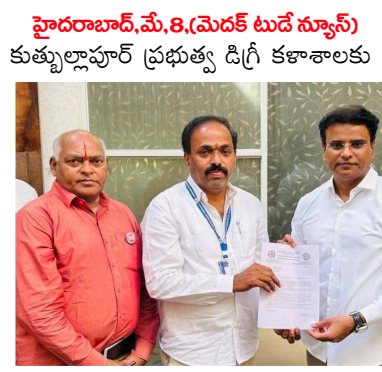 హైదరాబాద్,మే,8,(మెదక్ టుడే న్యూస్)
కుత్బుల్లాపూర్ ప్రభుత్వ డిగ్రీ కళాశాలకు